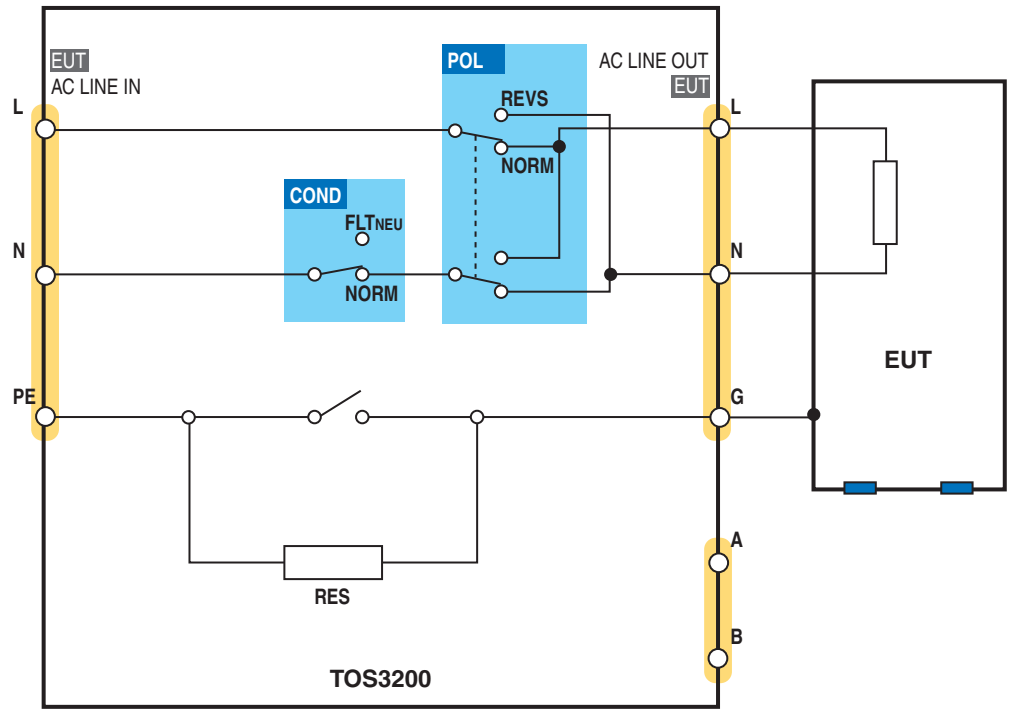 EUT
AC LINE IN
POL
AC LINE OUT
EUT
L
REVS
L
NORM
COND
FLTNEU
N
N
NORM
EUT
PE
G
A
RES
B
TOS3200